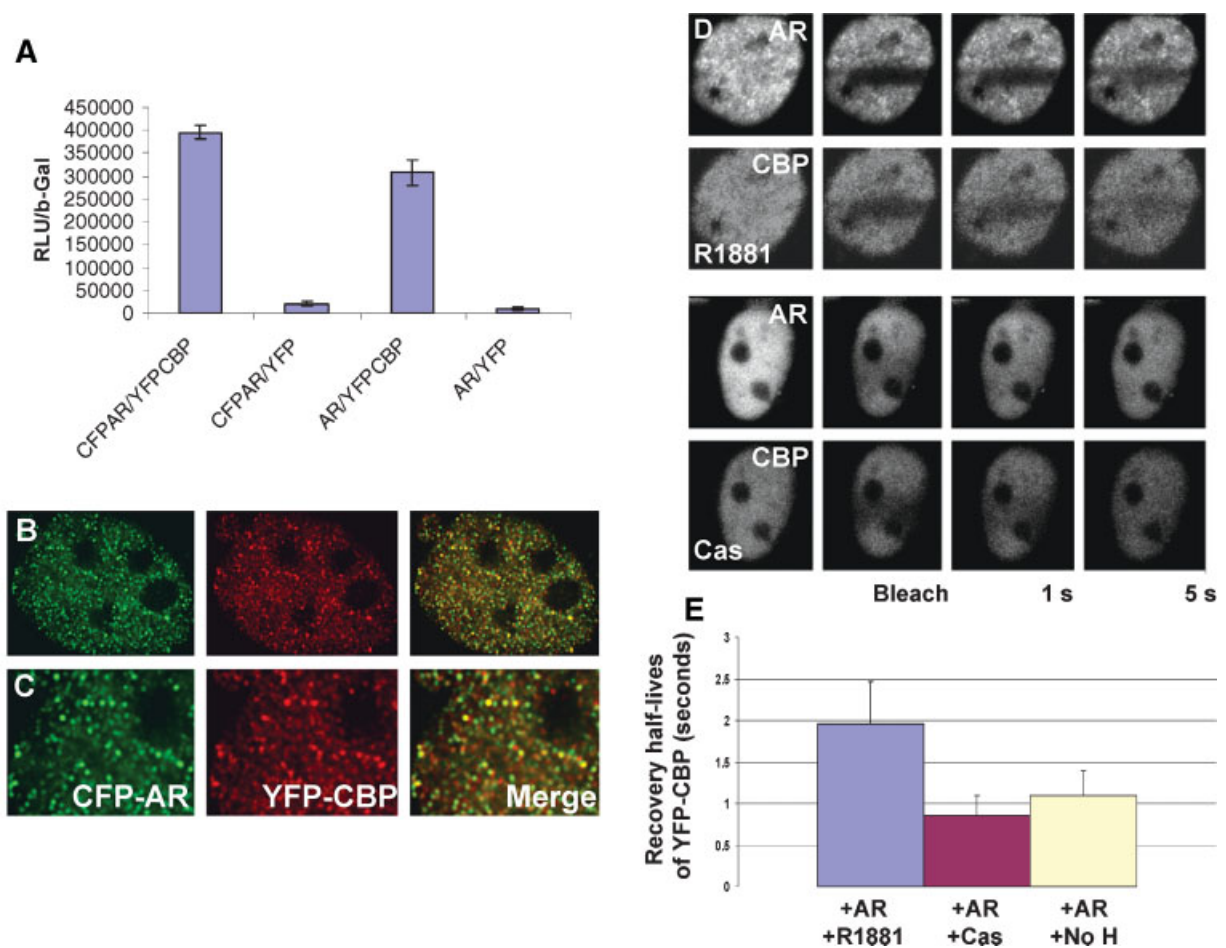 A
450000
400000
350000
300000
250000
200000
150000
100000
50000
0
RLU/b-Gal
CFPAR/YFPCBP
CFPAR/YFP
AR/YFPCBP
AR/YFP
B
C
CFP-AR
YFP-CBP
Merge
D
AR
CBP
R1881
AR
CBP
Cas
Bleach
1 s
5 s
E
3
2.5
2
1.5
1
0.5
0
Recovery half-lives
of YFP-CBP (seconds)
+AR
+R1881
+AR
+Cas
+AR
+No H